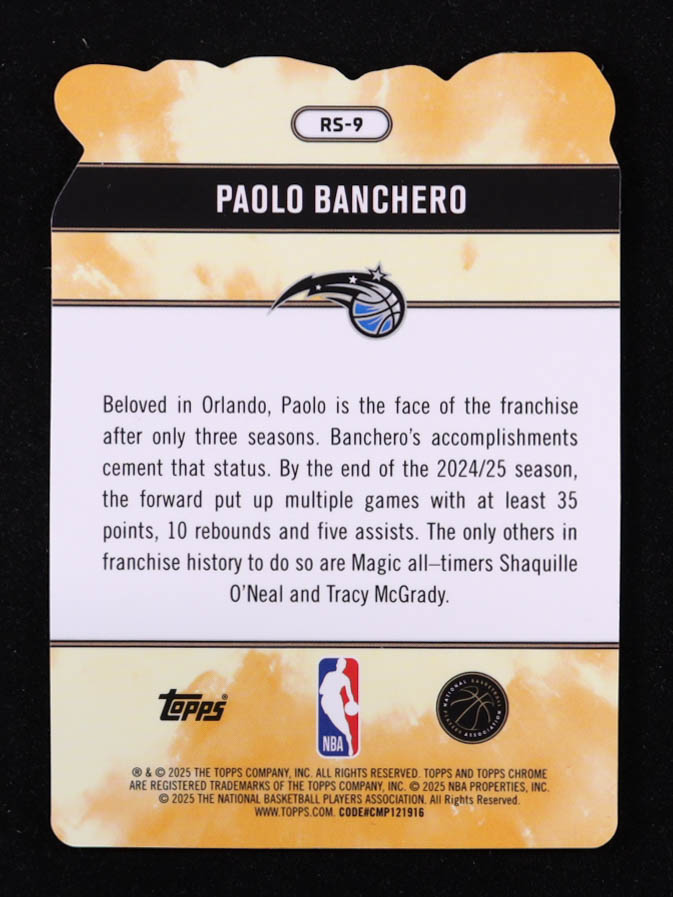 RS-9
PAOLO BANCHERO
Beloved in Orlando, Paolo is the face of the franchise
after only three seasons. Banchero's accomplishments
cement that status. By the end of the 2024/25 season,
the forward put up multiple games with at least 35
points, 10 rebounds and five assists. The only others in
franchise history to do so are Magic all–timers Shaquille
O'Neal and Tracy McGrady.
topps®
NBA
NATIONAL BASKETBALL
PLAYERS ASSOCIATION
® & © 2025 THE TOPPS COMPANY, INC. ALL RIGHTS RESERVED. TOPPS AND TOPPS CHROME
ARE REGISTERED TRADEMARKS OF THE TOPPS COMPANY, INC. © 2025 NBA PROPERTIES, INC.
© 2025 THE NATIONAL BASKETBALL PLAYERS ASSOCIATION. All Rights Reserved.
WWW.TOPPS.COM. CODE#CMP121916